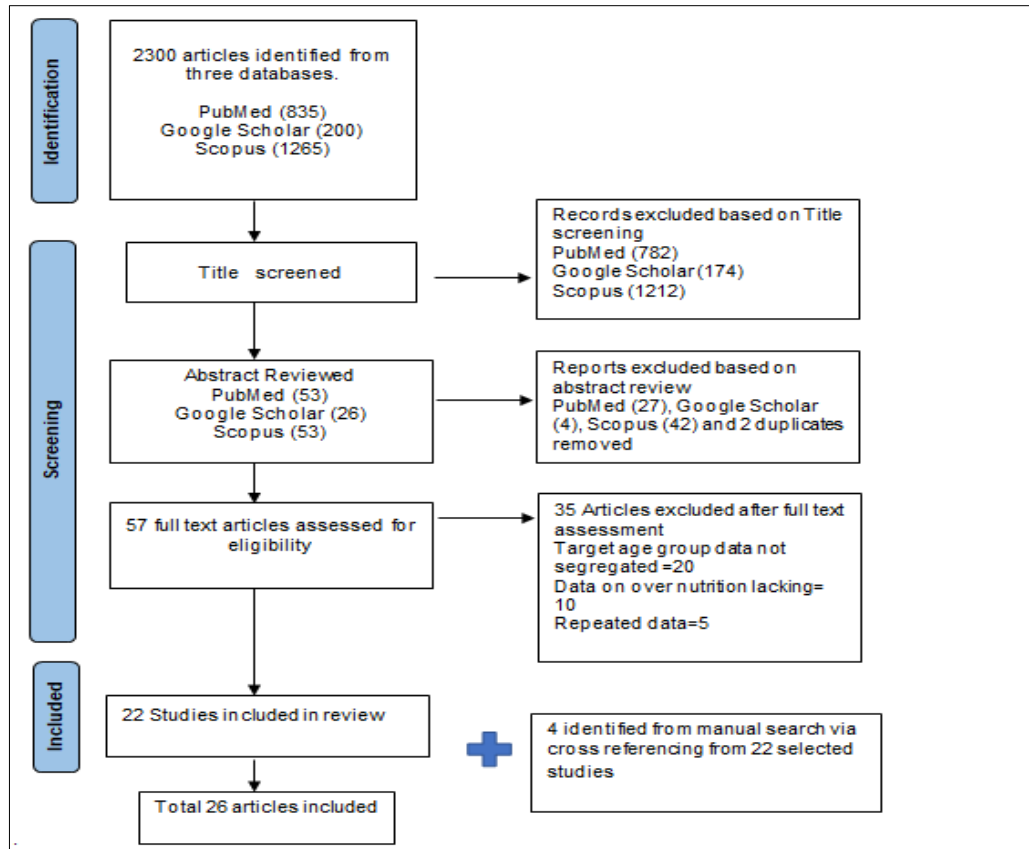 Identification
2300 articles identified from
three databases.
PubMed (835)
Google Scholar (200)
Scopus (1265)
Screening
Title screened
Records excluded based on Title
screening
PubMed (782)
Google Scholar (174)
Scopus (1212)
Abstract Reviewed
PubMed (53)
Google Scholar (26)
Scopus (53)
Reports excluded based on
abstract review
PubMed (27), Google Scholar
(4), Scopus (42) and 2 duplicates
removed
57 full text articles assessed for
eligibility
35 Articles excluded after full text
assessment
Target age group data not
segregated =20
Data on over nutrition lacking=
10
Repeated data=5
Included
22 Studies included in review
4 identified from manual search via
cross referencing from 22 selected
studies
Total 26 articles included
.